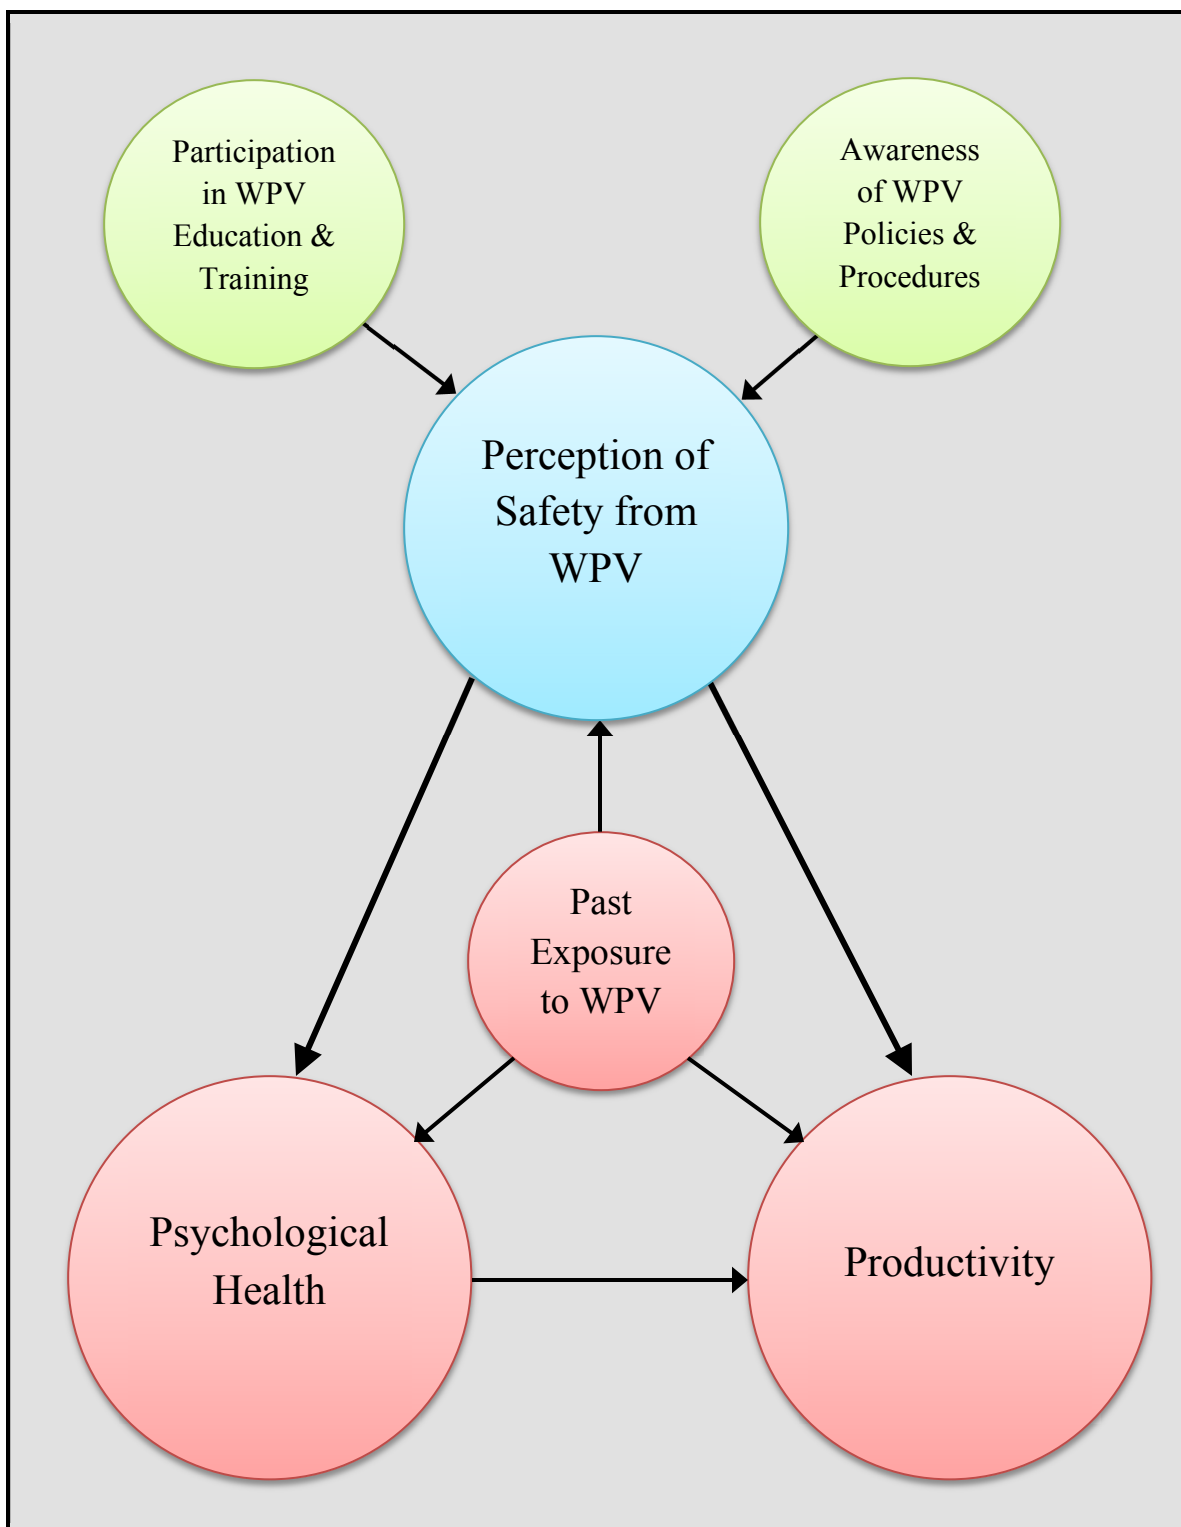 Participation
in WPV
Education &
Training
Awareness
of WPV
Policies &
Procedures
Perception of
Safety from
WPV
Past
Exposure
to WPV
Psychological
Health
Productivity